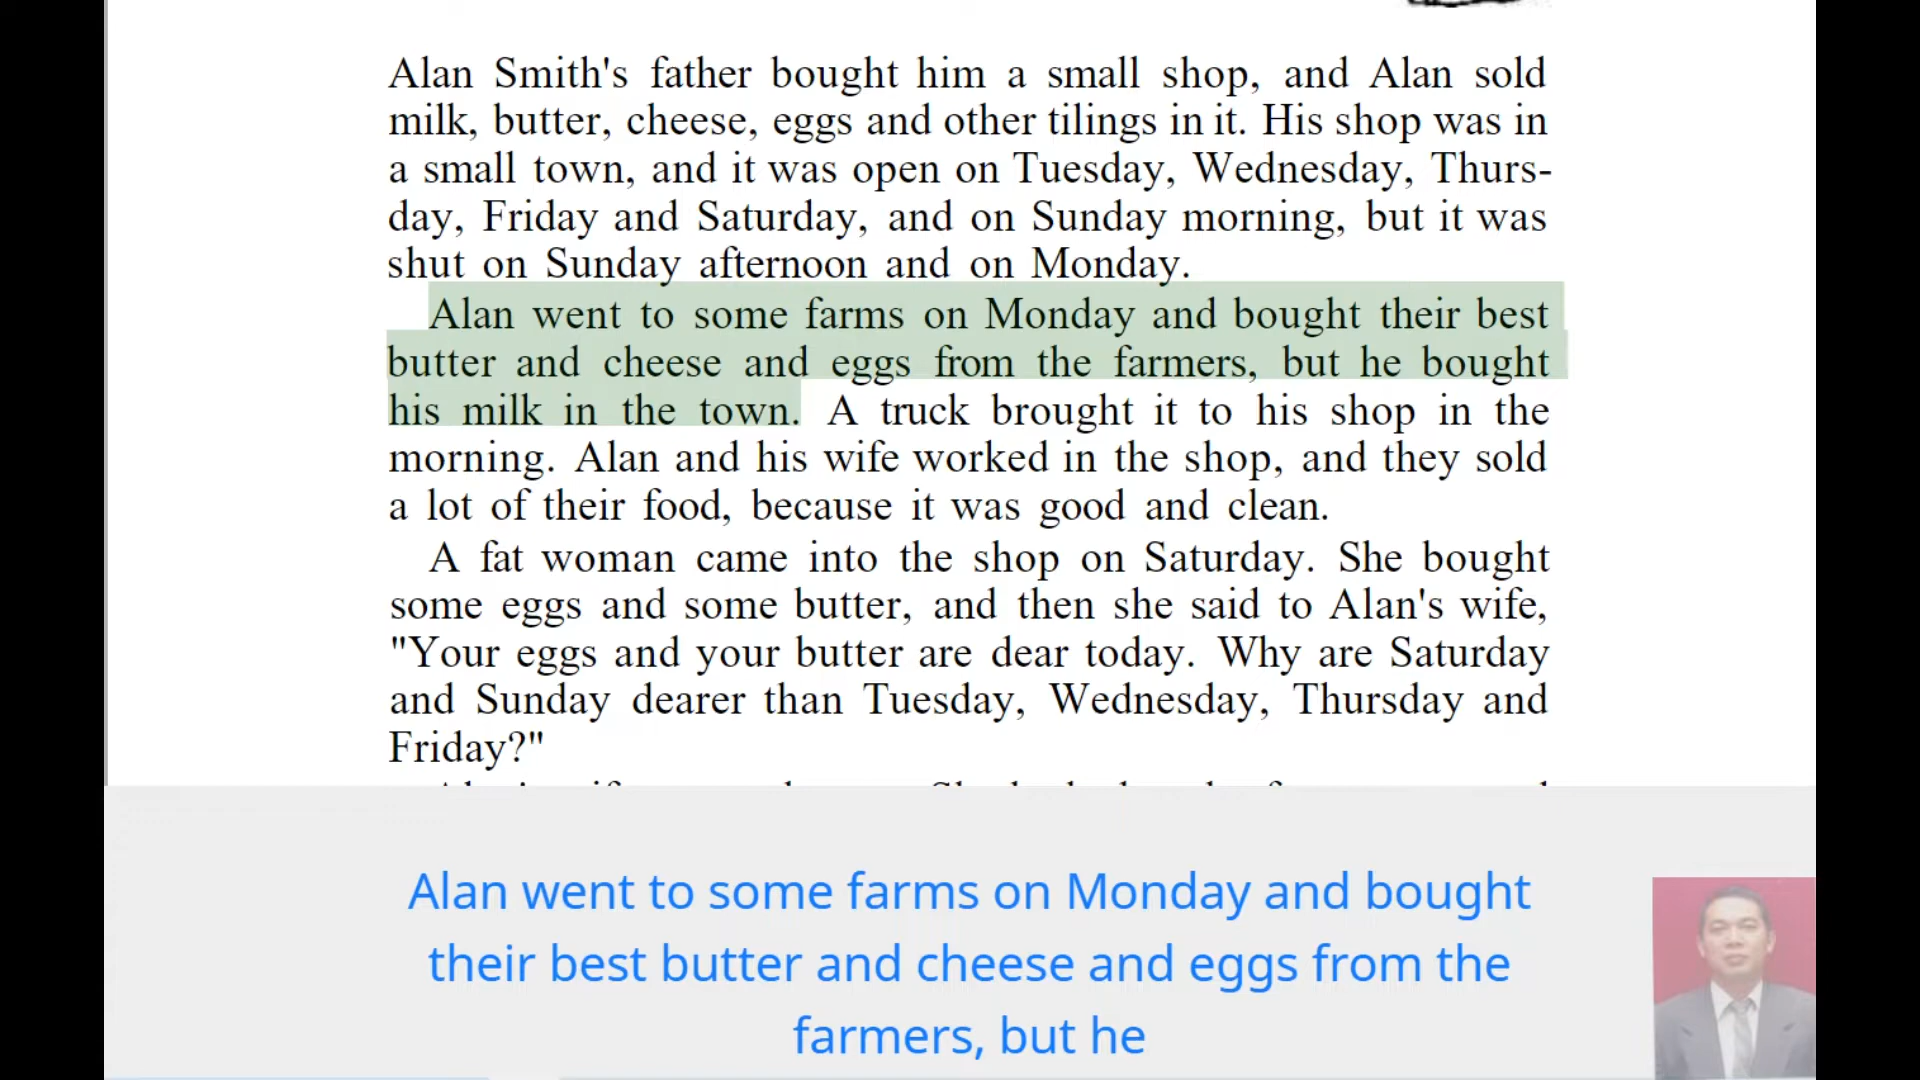 Alan Smith's father bought him a small shop, and Alan sold
milk, butter, cheese, eggs and other tilings in it. His shop was in
a small town, and it was open on Tuesday, Wednesday, Thurs-
day, Friday and Saturday, and on Sunday morning, but it was
shut on Sunday afternoon and on Monday.
Alan went to some farms on Monday and bought their best
butter and cheese and eggs from the farmers, but he bought
his milk in the town. A truck brought it to his shop in the
morning. Alan and his wife worked in the shop, and they sold
a lot of their food, because it was good and clean.
A fat woman came into the shop on Saturday. She bought
some eggs and some butter, and then she said to Alan's wife,
"Your eggs and your butter are dear today. Why are Saturday
and Sunday dearer than Tuesday, Wednesday, Thursday and
Friday?"
Alan went to some farms on Monday and bought
their best butter and cheese and eggs from the
farmers, but he